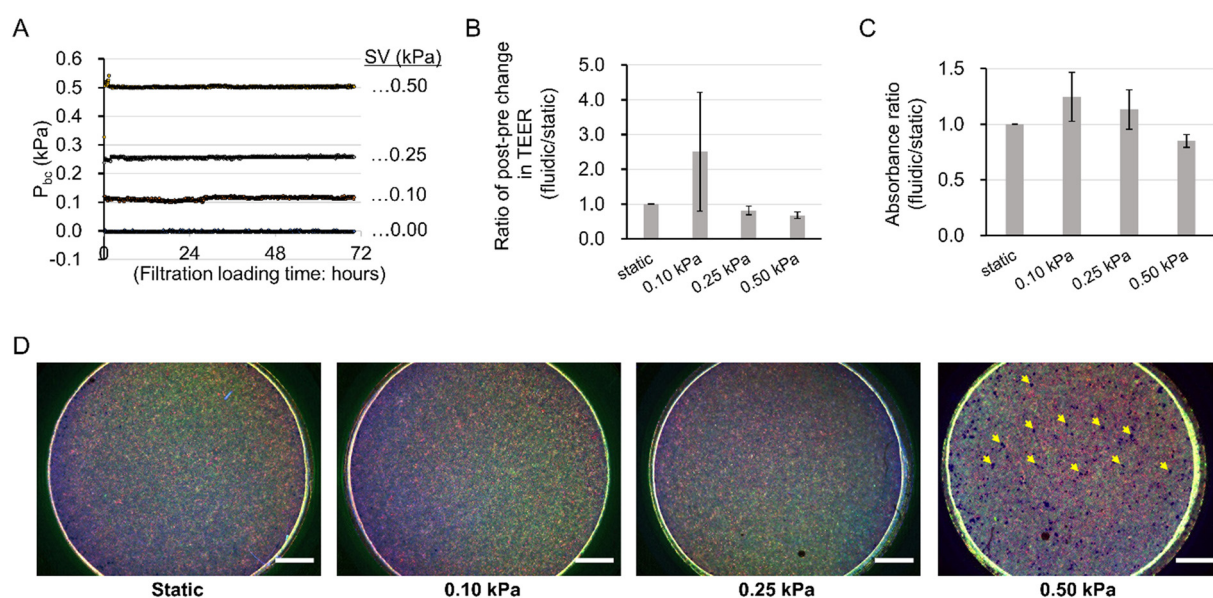 A
SV (kPa)
0.6
0.5
0.4
0.3
0.2
0.1
0.0
-0.1
Pbc (kPa)
...0.50
...0.25
...0.10
...0.00
0
24
48
72
(Filtration loading time: hours)
B
Ratio of post-pre change
in TEER
(fluidic/static)
5.0
4.0
3.0
2.0
1.0
0.0
static
0.10 kPa
0.25 kPa
0.50 kPa
C
Absorbance ratio
(fluidic/static)
1.5
1.0
0.5
0.0
static
0.10 kPa
0.25 kPa
0.50 kPa
D
Static
0.10 kPa
0.25 kPa
0.50 kPa